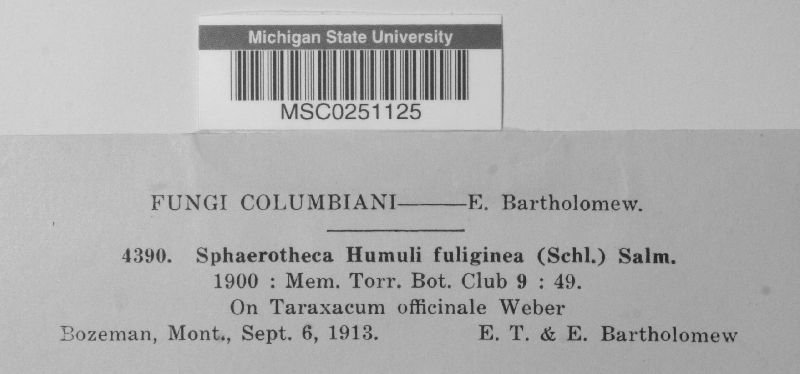 Michigan State University
MSC0251125
FUNGI COLUMBIANI———E. Bartholomew.
4390. Sphaerotheca Humuli fuliginea (Schl.) Salm.
1900 : Mem. Torr. Bot. Club 9 : 49.
On Taraxacum officinale Weber
Bozeman, Mont., Sept. 6, 1913. E. T. & E. Bartholomew